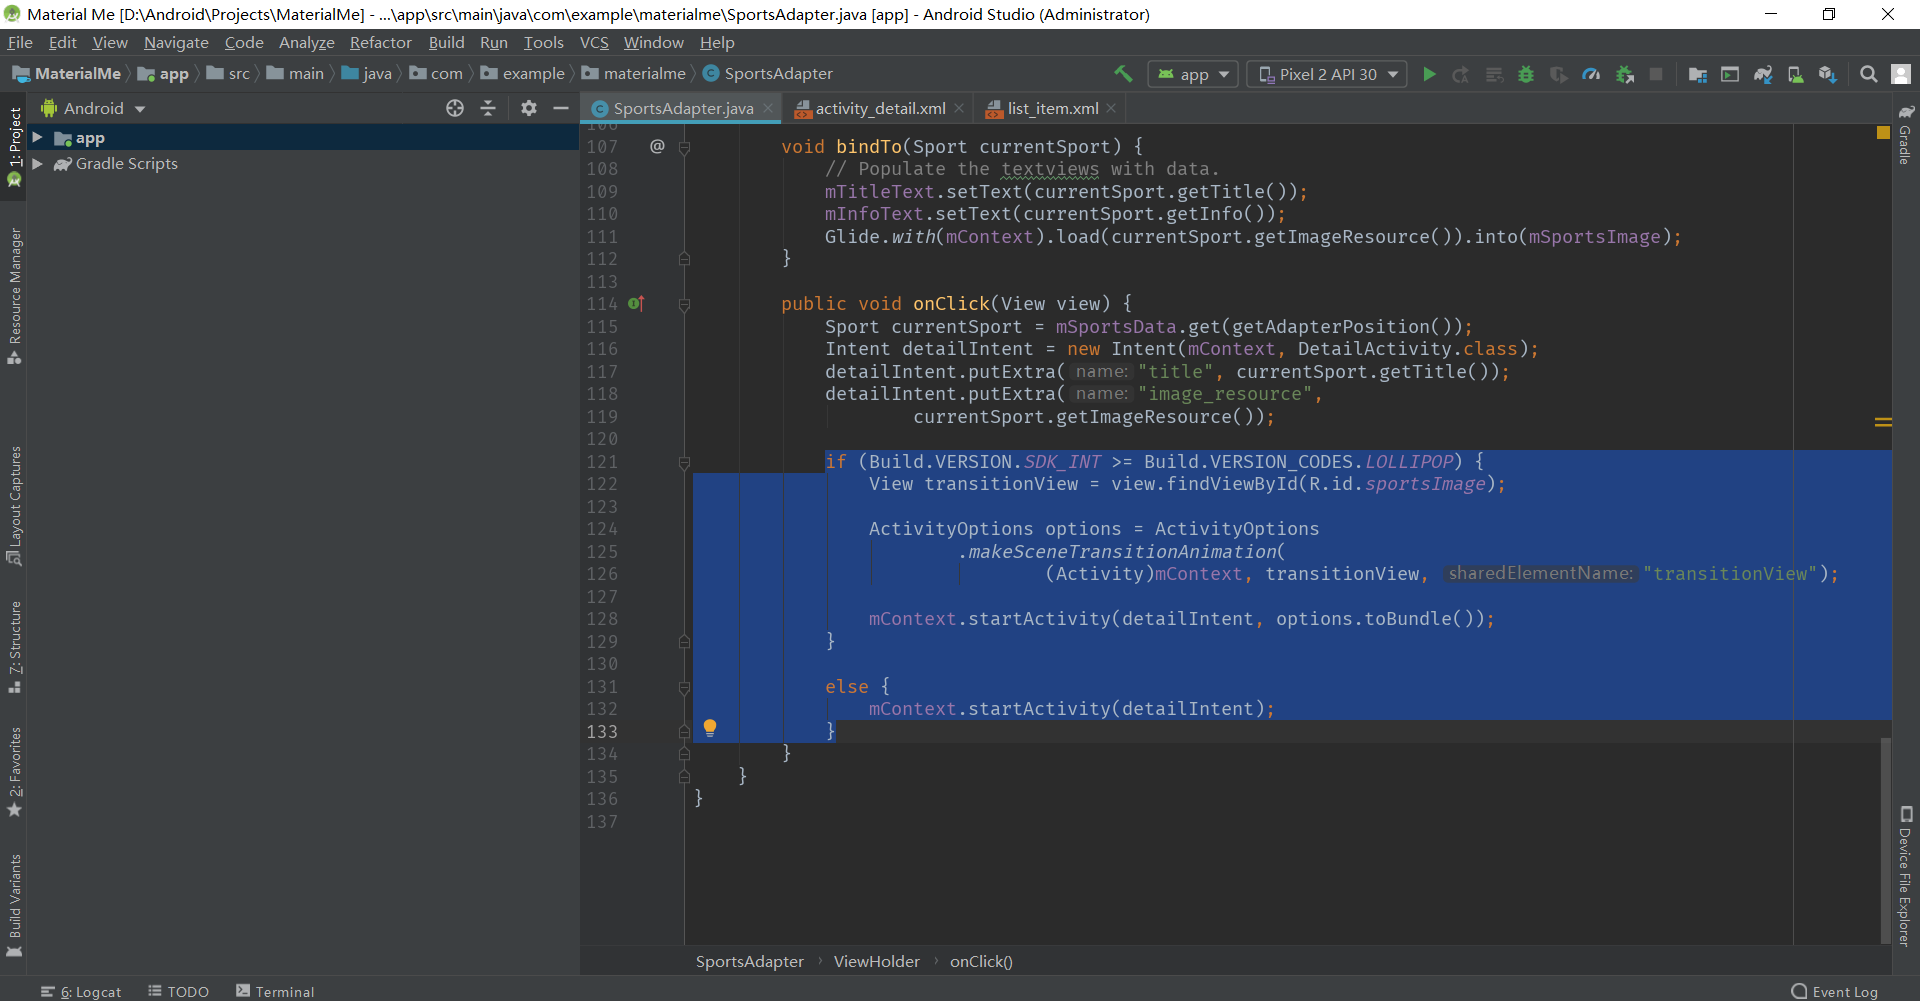 Material Me [D:\Android\Projects\MaterialMe] - ...\app\src\main\java\com\example\materialme\SportsAdapter.java [app] - Android Studio (Administrator)
File Edit View Navigate Code Analyze Refactor Build Run Tools VCS Window Help
MaterialMe app src main java com example materialme SportsAdapter
app Pixel 2 API 30
Android
SportsAdapter.java activity_detail.xml list_item.xml
app
Gradle Scripts
1: Project
Resource Manager
Layout Captures
7: Structure
2: Favorites
Build Variants
106
107 void bindTo(Sport currentSport) {
108 // Populate the textviews with data.
109 mTitleText.setText(currentSport.getTitle());
110 mInfoText.setText(currentSport.getInfo());
111 Glide.with(mContext).load(currentSport.getImageResource()).into(mSportsImage);
112 }
113
114 public void onClick(View view) {
115 Sport currentSport = mSportsData.get(getAdapterPosition());
116 Intent detailIntent = new Intent(mContext, DetailActivity.class);
117 detailIntent.putExtra( name: "title", currentSport.getTitle());
118 detailIntent.putExtra( name: "image_resource",
119 currentSport.getImageResource());
120
121 if (Build.VERSION.SDK_INT >= Build.VERSION_CODES.LOLLIPOP) {
122 View transitionView = view.findViewById(R.id.sportsImage);
123
124 ActivityOptions options = ActivityOptions
125 .makeSceneTransitionAnimation(
126 (Activity)mContext, transitionView, sharedElementName: "transitionView");
127
128 mContext.startActivity(detailIntent, options.toBundle());
129 }
130
131 else {
132 mContext.startActivity(detailIntent);
133 }
134 }
135 }
136 }
137
Gradle
Device File Explorer
SportsAdapter ViewHolder onClick()
6: Logcat TODO Terminal Event Log